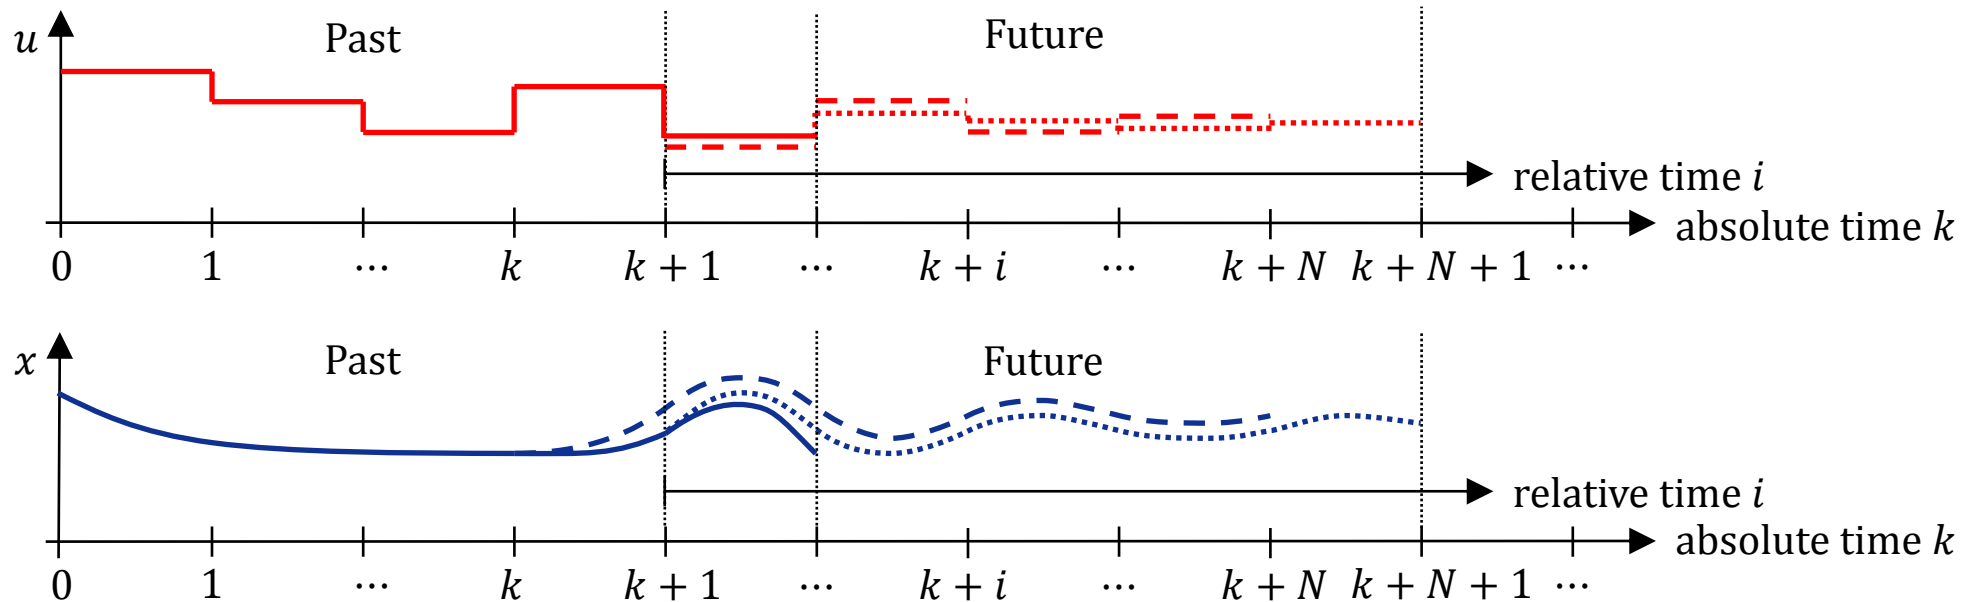 u Past Future
relative time i
absolute time k
0 1 ⋯ k k + 1 ⋯ k + i ⋯ k + N k + N + 1 ⋯
x Past Future
relative time i
absolute time k
0 1 ⋯ k k + 1 ⋯ k + i ⋯ k + N k + N + 1 ⋯